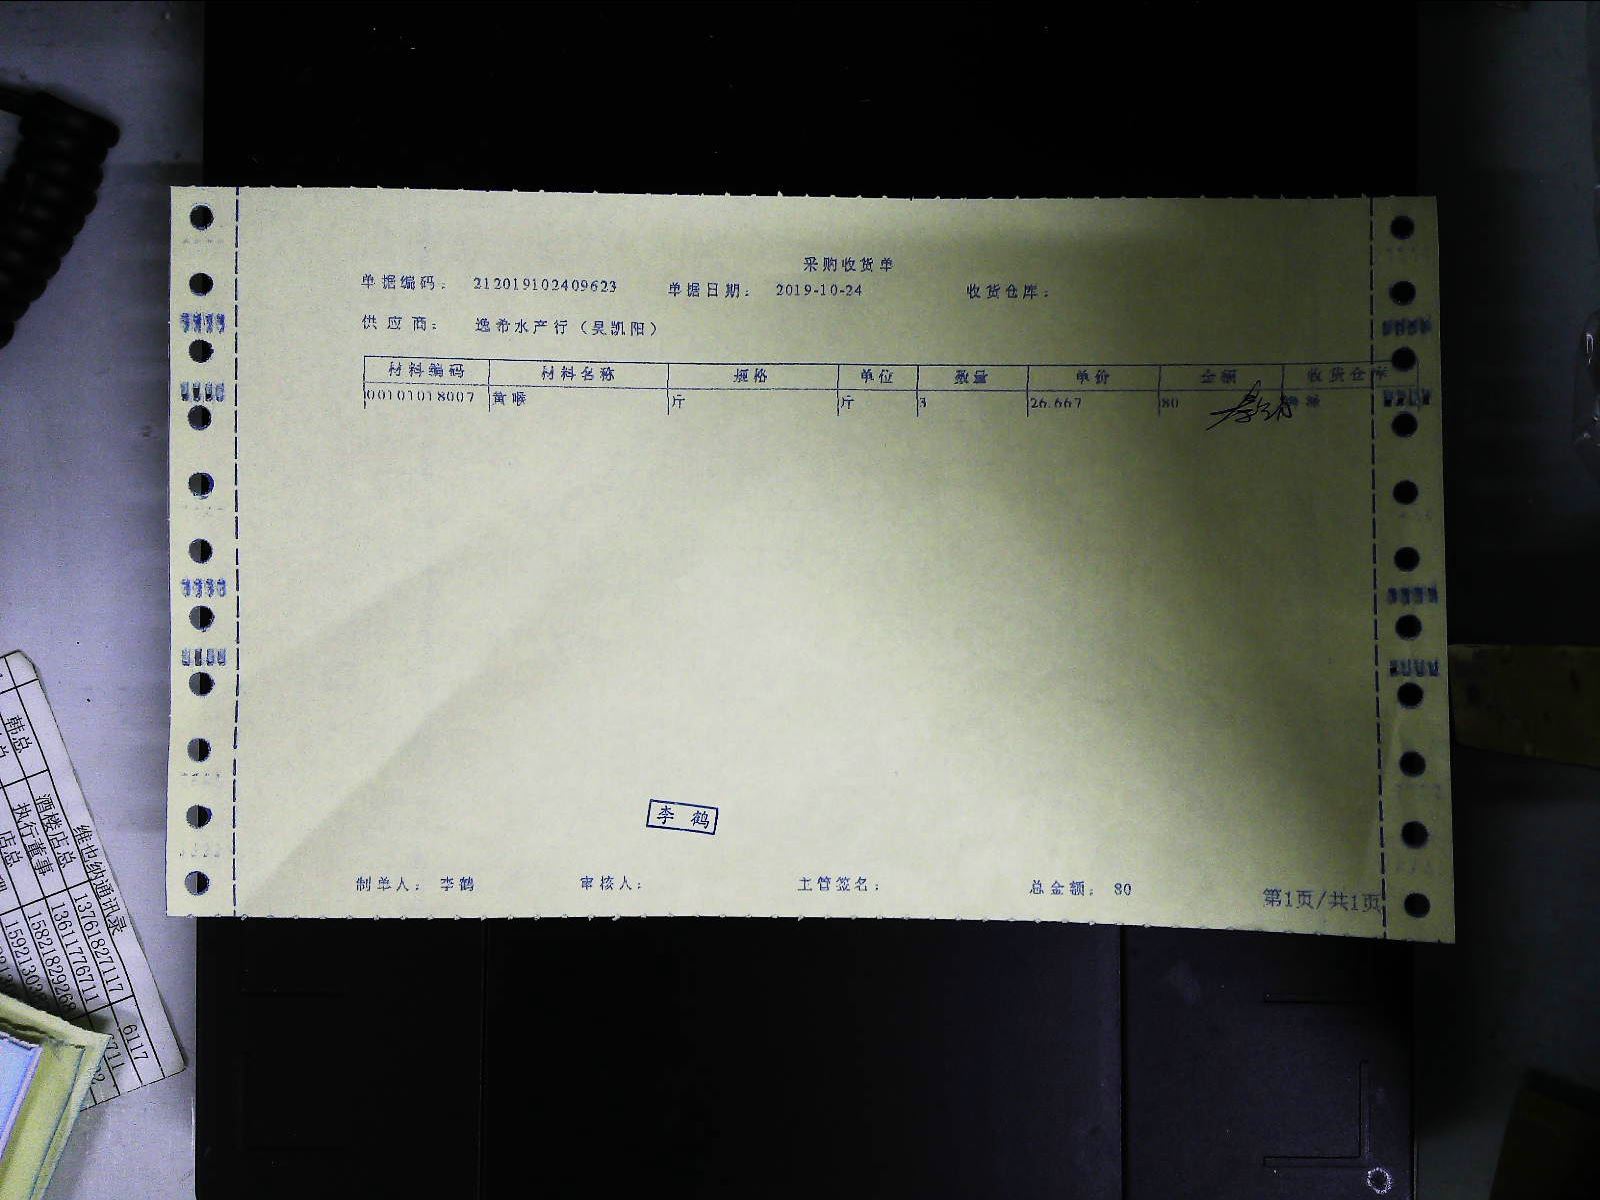 采购收货单
单据编码： 212019102409623 单据日期： 2019-10-24 收货仓库：
供应商： 逸希水产行（吴凯阳）
材料编码 材料名称 规格 单位 数量 单价 金额 收货仓库
00101018007 黄喉 斤 斤 3 26.667 80
李鹤
制单人： 李鹤 审核人： 主管签名： 总金额： 80
第1页/共1页
维也纳通讯录
韩总 酒楼店总 13761827117 6117
执行董事 13611776711
店总 15821829268